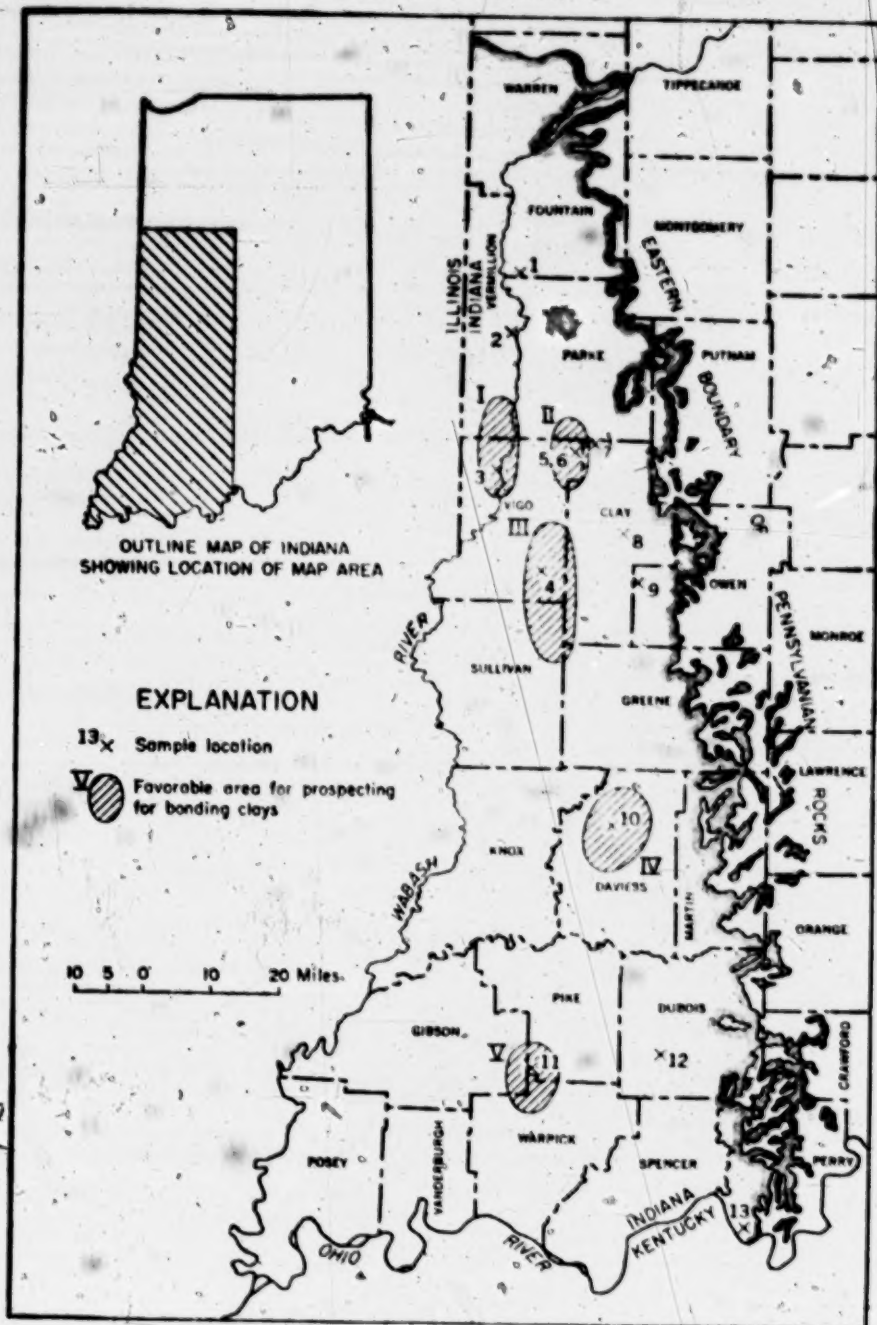 WARREN
TIPPECANOE
FOUNTAIN
MONTGOMERY
ILLINOIS
INDIANA
VERMILLION
1
EASTERN
2
PARKE
PUTNAM
BOUNDARY
I
II
5, 6
7
3
VIGO
CLAY
OF
III
8
OUTLINE MAP OF INDIANA
SHOWING LOCATION OF MAP AREA
4
9
OWEN
PENNSYLVANIAN
MONROE
RIVER
SULLIVAN
GREENE
EXPLANATION
13 × Sample location
V Favorable area for prospecting
for bonding clays
LAWRENCE
ROCKS
10
KNOX
IV
DAVIESS
WABASH
MARTIN
ORANGE
10 5 0 10 20 Miles
PIKE
DUBOIS
GIBSON
CRAWFORD
V
11
12
WARPICK
POSEY
VANDERBURGH
SPENCER
PERRY
INDIANA
KENTUCKY
13
OHIO
RIVER